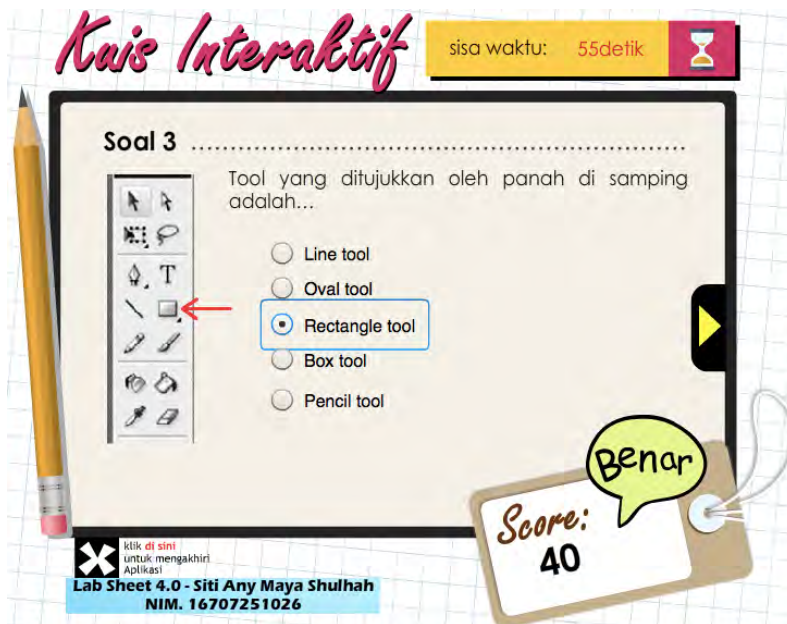 Kuis Interaktif
sisa waktu: 55detik
Soal 3 ................................................................
Tool yang ditujukkan oleh panah di samping
adalah...
T
Line tool
Oval tool
Rectangle tool
Box tool
Pencil tool
Benar
Score:
40
klik di sini
untuk mengakhiri
Aplikasi
Lab Sheet 4.0 - Siti Any Maya Shulhah
NIM. 16707251026